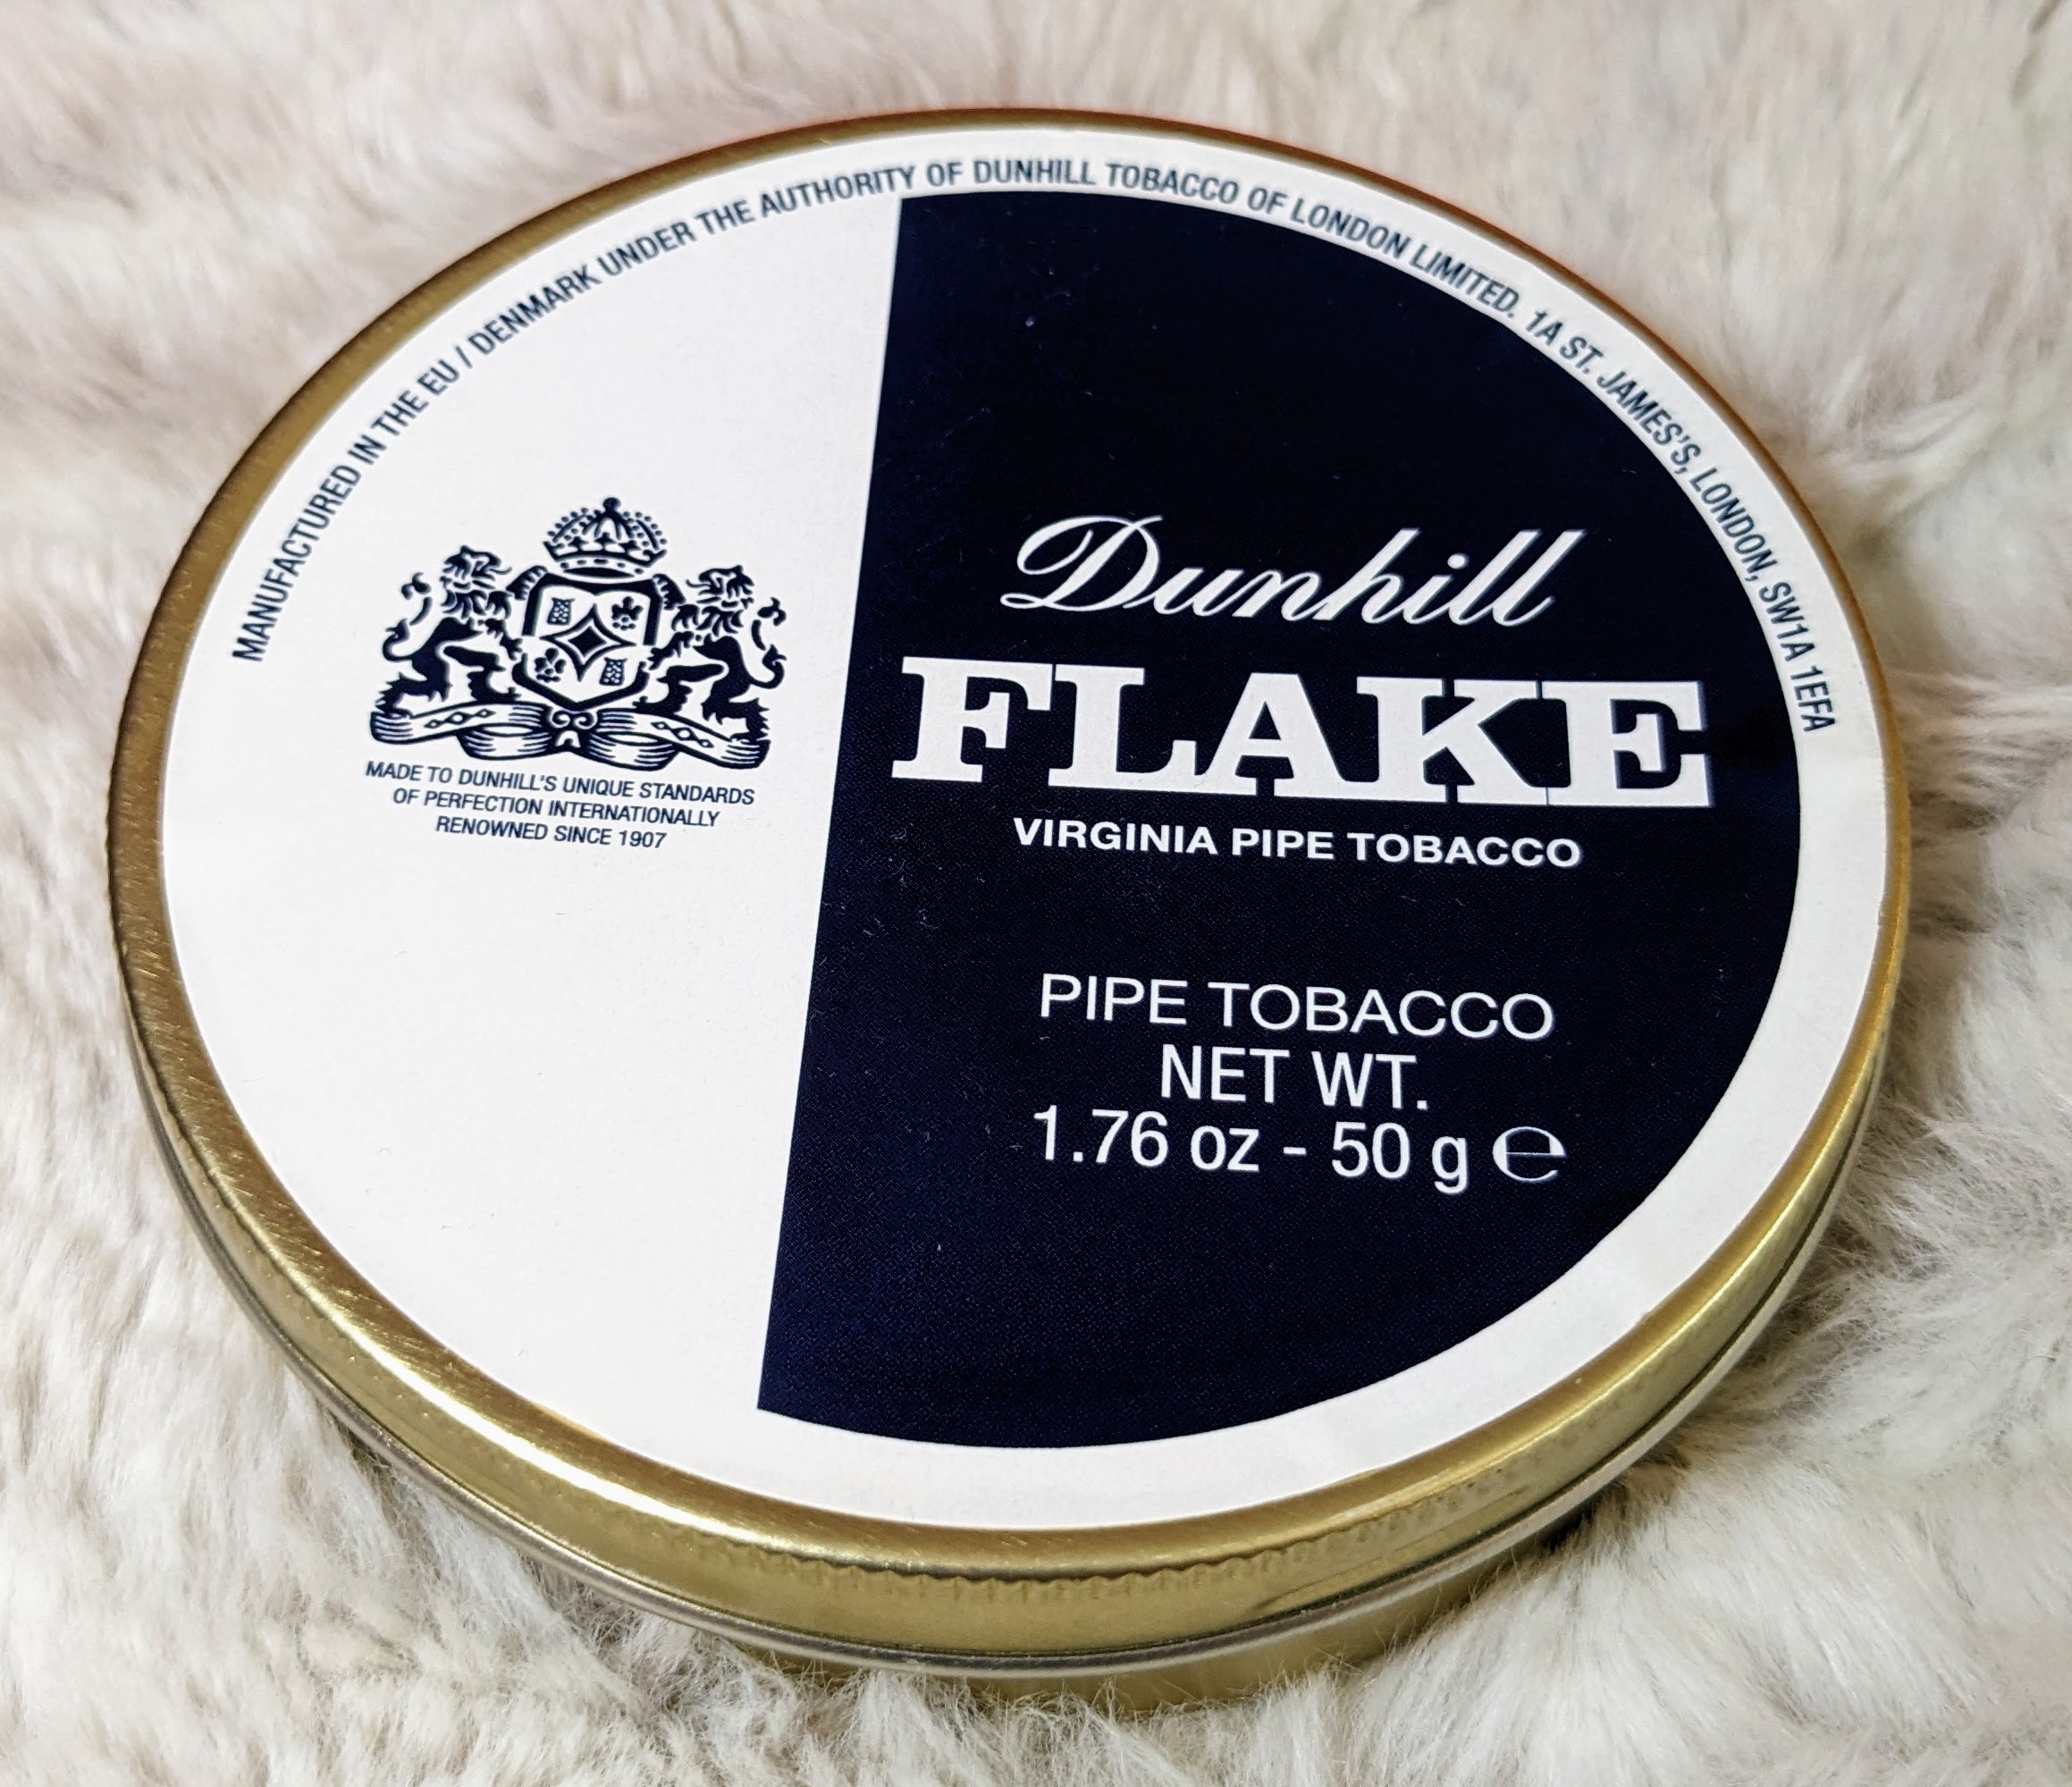 MANUFACTURED IN THE EU / DENMARK UNDER THE AUTHORITY OF DUNHILL TOBACCO OF LONDON LIMITED. 1A ST. JAMES'S, LONDON, SW1A 1EFA
MADE TO DUNHILL'S UNIQUE STANDARDS
OF PERFECTION INTERNATIONALLY
RENOWNED SINCE 1907
Dunhill
FLAKE
VIRGINIA PIPE TOBACCO
PIPE TOBACCO
NET WT.
1.76 oz - 50 g ℮